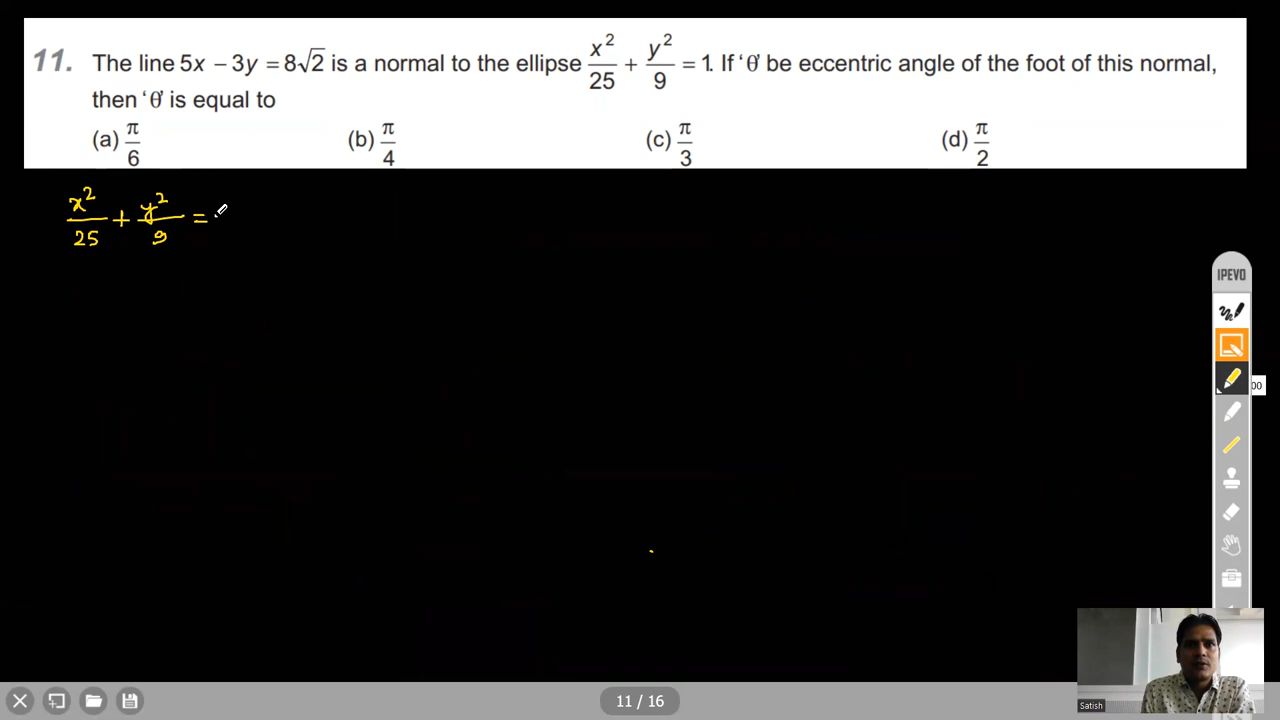 11. The line 5x − 3y = 8√2 is a normal to the ellipse x²/25 + y²/9 = 1. If ‘θ’ be eccentric angle of the foot of this normal,
then ‘θ’ is equal to
(a) π/6 (b) π/4 (c) π/3 (d) π/2
x²/25 + y²/9 =
IPEVO
00
Satish
11 / 16